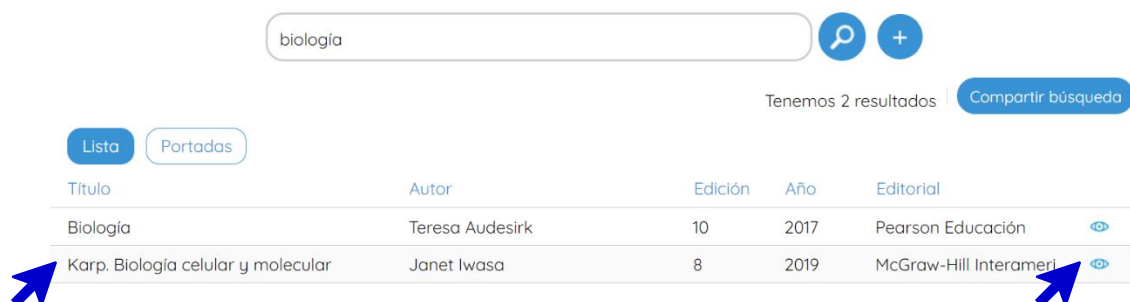 biología
Tenemos 2 resultados Compartir búsqueda
Lista Portadas
Título Autor Edición Año Editorial
Biología Teresa Audesirk 10 2017 Pearson Educación
Karp. Biología celular y molecular Janet Iwasa 8 2019 McGraw-Hill Interameri